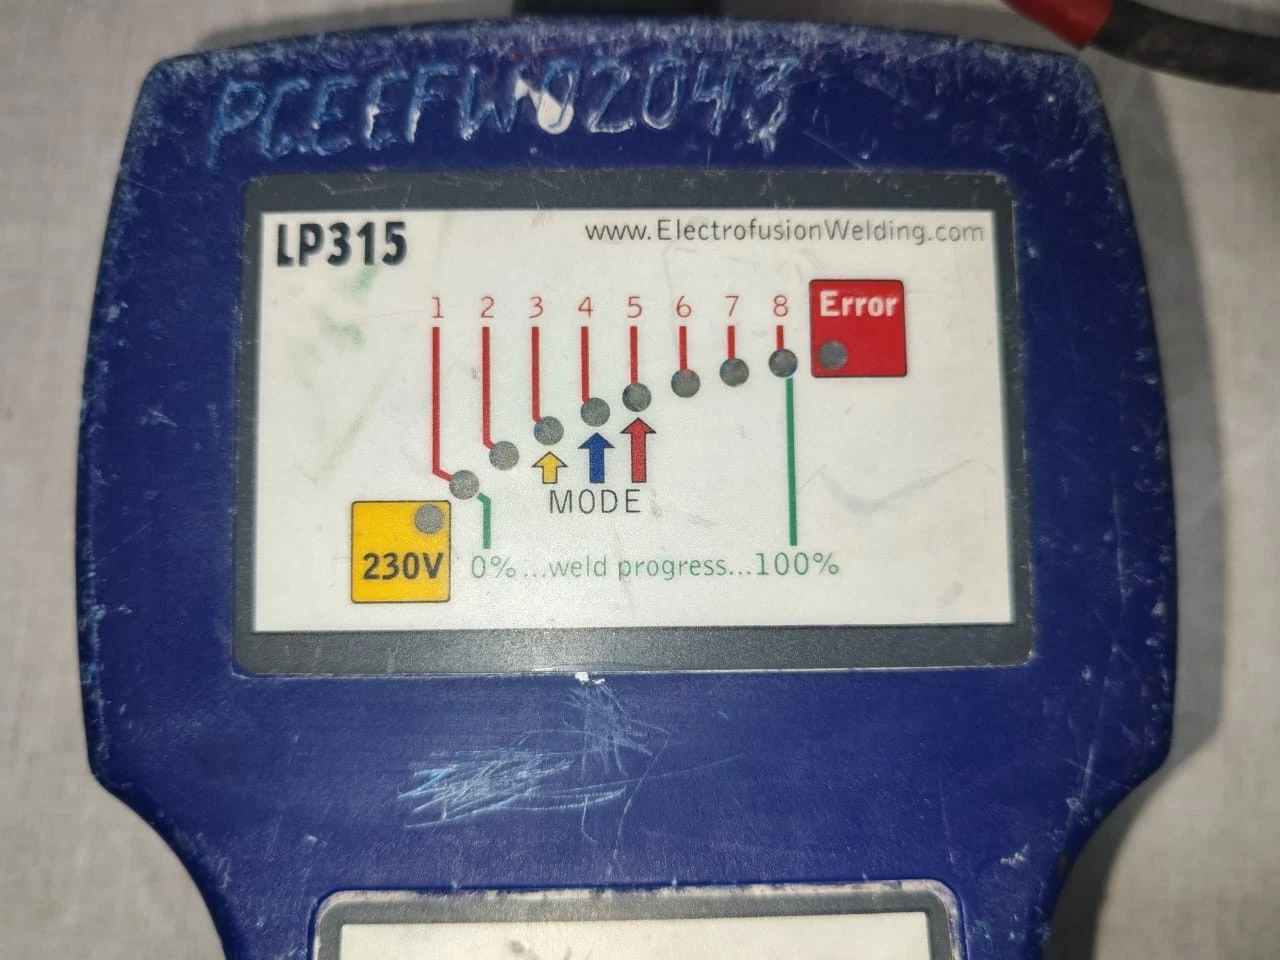 PCEEFW02043
LP315
www.ElectrofusionWelding.com
1 2 3 4 5 6 7 8
Error
MODE
230V
0%...weld progress...100%